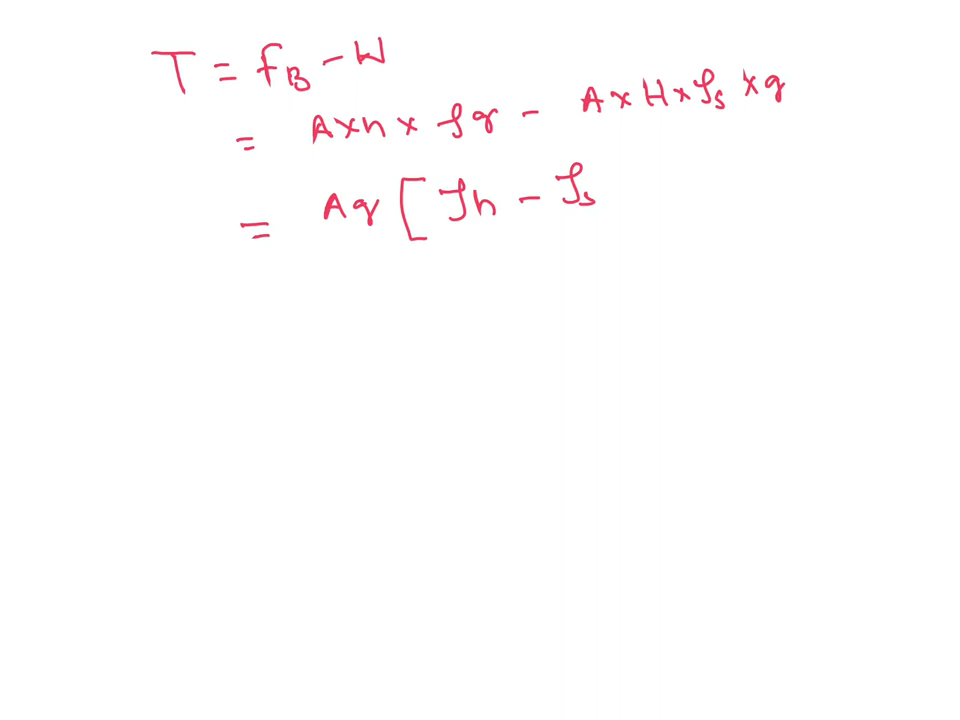 T = f_B - W
= A × h × ρg - A × H × ρ_s × g
= Ag [ ρh - ρ_s